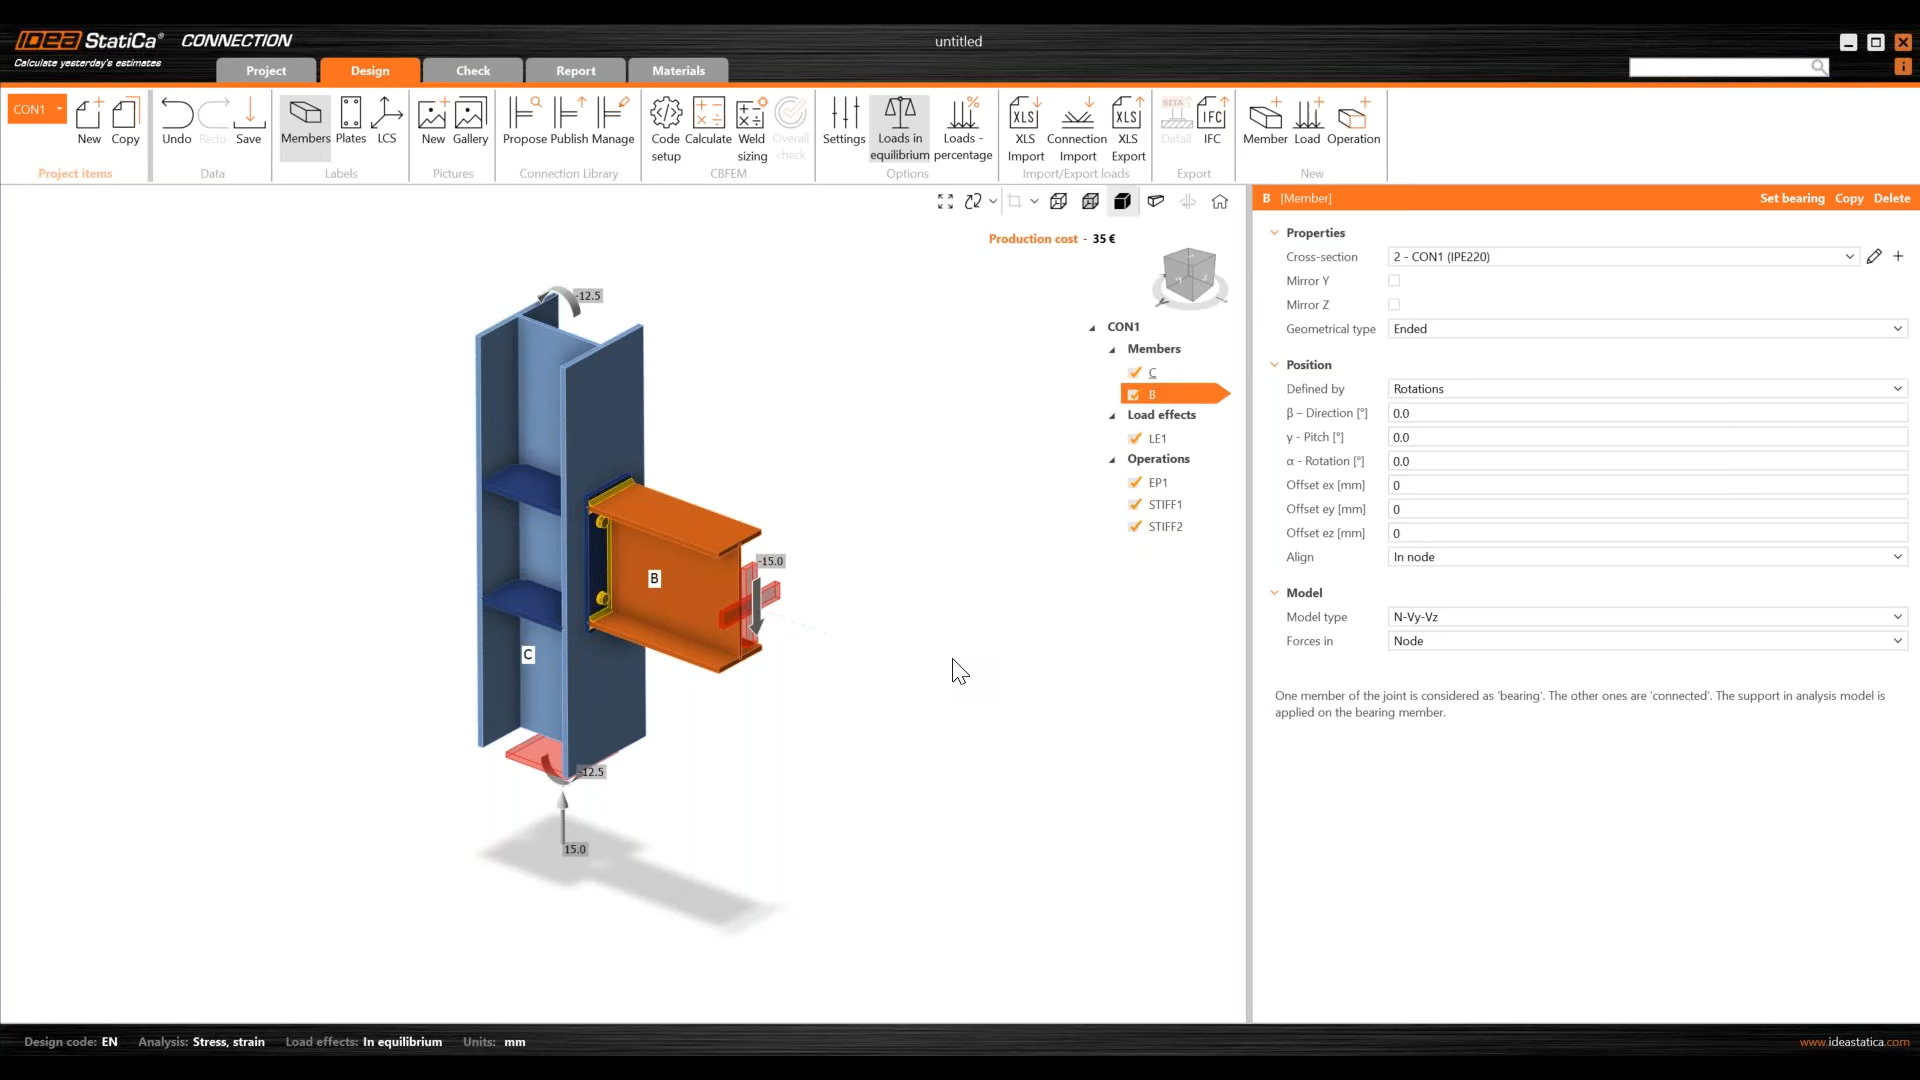 IDEA StatiCa® CONNECTION
Calculate yesterday's estimates
untitled
Project
Design
Check
Report
Materials
CON1
New
Copy
Undo
Redo
Save
Members
Plates
LCS
New
Gallery
Propose
Publish
Manage
Code setup
Calculate
Weld sizing
Overall check
Settings
Loads in equilibrium
Loads - percentage
XLS Import
Connection Import
XLS Export
BETA
Detail
IFC
Member
Load
Operation
Project items
Data
Labels
Pictures
Connection Library
CBFEM
Options
Import/Export loads
Export
New
Production cost - 35 €
-12.5
-15.0
B
C
-12.5
15.0
CON1
Members
C
B
Load effects
LE1
Operations
EP1
STIFF1
STIFF2
B [Member]
Set bearing
Copy
Delete
Properties
Cross-section
2 - CON1 (IPE220)
Mirror Y
Mirror Z
Geometrical type
Ended
Position
Defined by
Rotations
β – Direction [°]
0.0
γ - Pitch [°]
0.0
α - Rotation [°]
0.0
Offset ex [mm]
0
Offset ey [mm]
0
Offset ez [mm]
0
Align
In node
Model
Model type
N-Vy-Vz
Forces in
Node
One member of the joint is considered as 'bearing'. The other ones are 'connected'. The support in analysis model is
applied on the bearing member.
Design code: EN
Analysis: Stress, strain
Load effects: In equilibrium
Units: mm
www.ideastatica.com